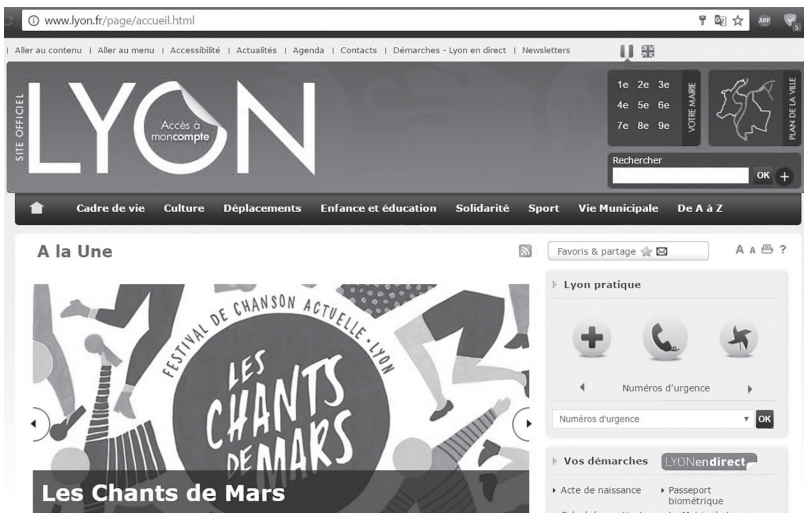 www.lyon.fr/page/accueil.html
ABP
5
| Aller au contenu | Aller au menu | Accessibilité | Actualités | Agenda | Contacts | Démarches - Lyon en direct | Newsletters
SITE OFFICIEL
LYON
Accès à
moncompte
1e 2e 3e
4e 5e 6e
7e 8e 9e
VOTRE MAIRIE
PLAN DE LA VILLE
Rechercher
OK +
Cadre de vie Culture Déplacements Enfance et éducation Solidarité Sport Vie Municipale De A à Z
A la Une
Favoris & partage
A A ?
FESTIVAL DE CHANSON ACTUELLE • LYON
LES
CHANTS
DE MARS
Les Chants de Mars
Lyon pratique
Numéros d'urgence
Numéros d'urgence OK
Vos démarches LYONendirect
Acte de naissance
Passeport
biométrique